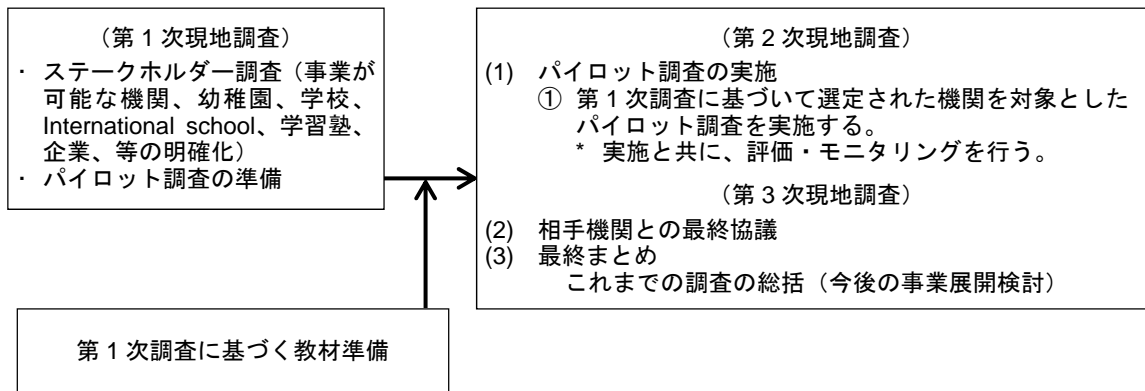 （第１次現地調査）
・ ステークホルダー調査（事業が
可能な機関、幼稚園、学校、
International school、学習塾、
企業、等の明確化）
・ パイロット調査の準備
（第２次現地調査）
(1) パイロット調査の実施
① 第１次調査に基づいて選定された機関を対象とした
パイロット調査を実施する。
* 実施と共に、評価・モニタリングを行う。
（第３次現地調査）
(2) 相手機関との最終協議
(3) 最終まとめ
これまでの調査の総括（今後の事業展開検討）
第１次調査に基づく教材準備